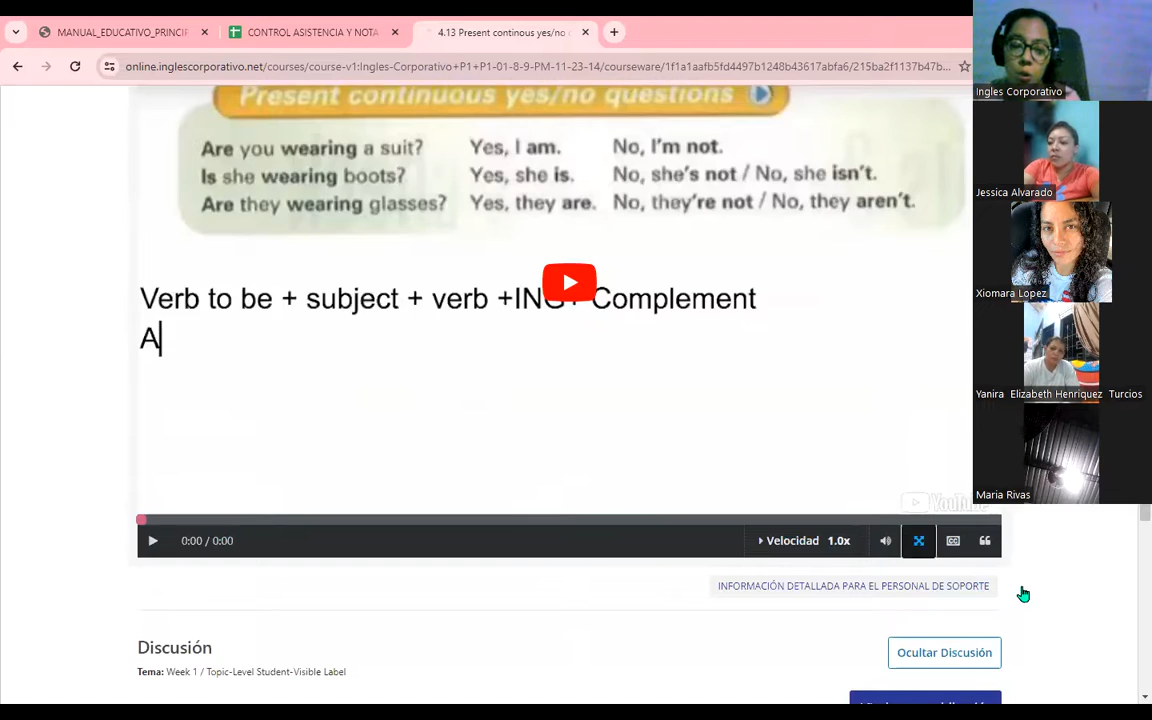 MANUAL_EDUCATIVO_PRINCIP
CONTROL ASISTENCIA Y NOTA
4.13 Present continous yes/no
online.inglescorporativo.net/courses/course-v1:Ingles-Corporativo+P1+P1-01-8-9-PM-11-23-14/courseware/1f1a1aafb5fd4497b1248b43617abfa6/215ba2f1137b47b...
Ingles Corporativo
Present continuous yes/no questions
Are you wearing a suit? Yes, I am. No, I'm not.
Is she wearing boots? Yes, she is. No, she's not / No, she isn't.
Are they wearing glasses? Yes, they are. No, they're not / No, they aren't.
Jessica Alvarado
Xiomara Lopez
Verb to be + subject + verb +ING+ Complement
A
Yanira Elizabeth Henriquez Turcios
Maria Rivas
YouTube
0:00 / 0:00 Velocidad 1.0x
INFORMACIÓN DETALLADA PARA EL PERSONAL DE SOPORTE
Discusión
Ocultar Discusión
Tema: Week 1 / Topic-Level Student-Visible Label